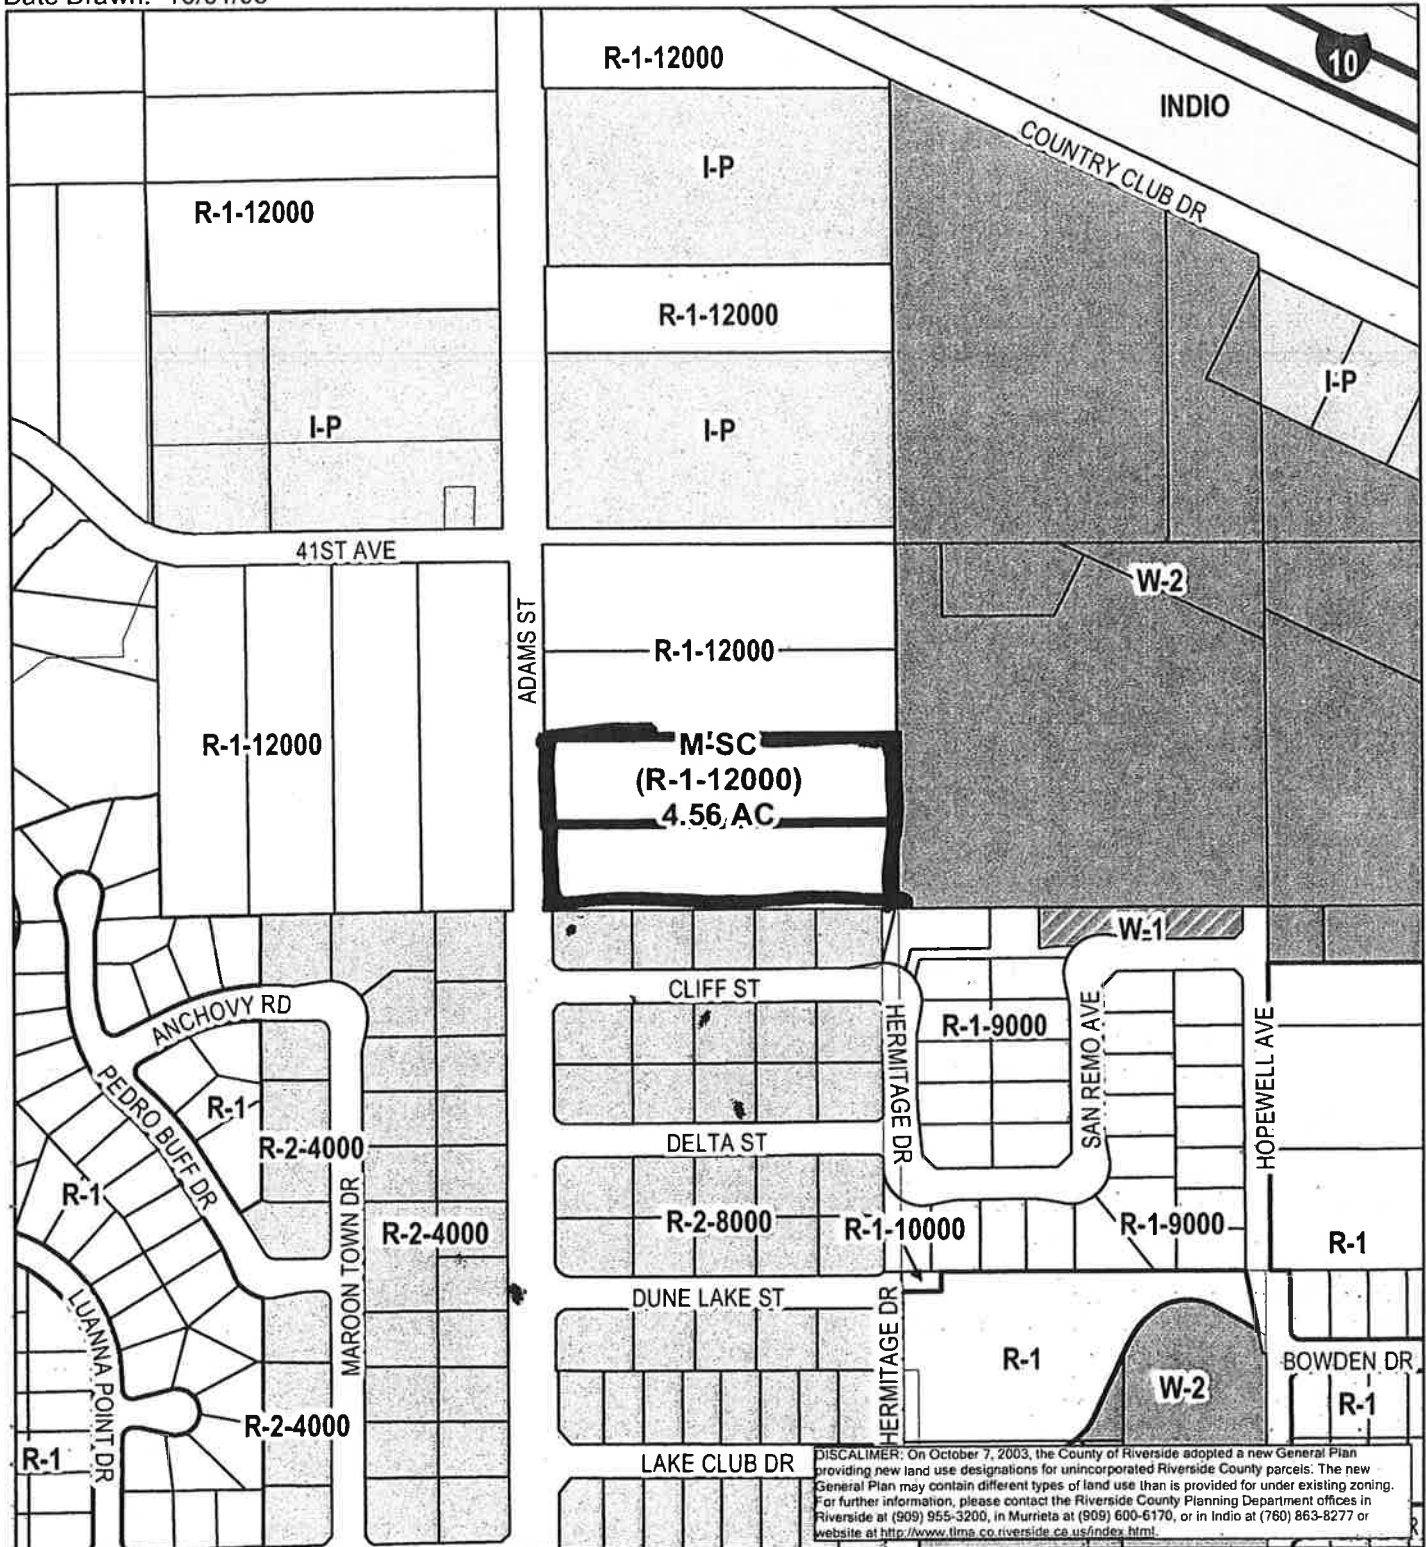 R-1-12000
10
INDIO
COUNTRY CLUB DR
I-P
R-1-12000
R-1-12000
I-P
I-P
I-P
41ST AVE
W-2
ADAMS ST
R-1-12000
R-1-12000
M-SC
(R-1-12000)
4.56 AC
W-1
CLIFF ST
ANCHOVY RD
HERMITAGE DR
R-1-9000
SAN REMO AVE
HOPEWELL AVE
PEDRO BUFF DR
R-1
R-2-4000
DELTA ST
R-1
MAROON TOWN DR
R-2-4000
R-2-8000
R-1-10000
R-1-9000
R-1
LUANNA POINT DR
DUNE LAKE ST
HERMITAGE DR
R-1
W-2
BOWDEN DR
R-1
R-2-4000
R-1
LAKE CLUB DR
DISCALIMER: On October 7, 2003, the County of Riverside adopted a new General Plan
providing new land use designations for unincorporated Riverside County parcels. The new
General Plan may contain different types of land use than is provided for under existing zoning.
For further information, please contact the Riverside County Planning Department offices in
Riverside at (909) 955-3200, in Murrieta at (909) 600-6170, or in Indio at (760) 863-8277 or
website at http://www.tlma.co.riverside.ca.us/index.html.